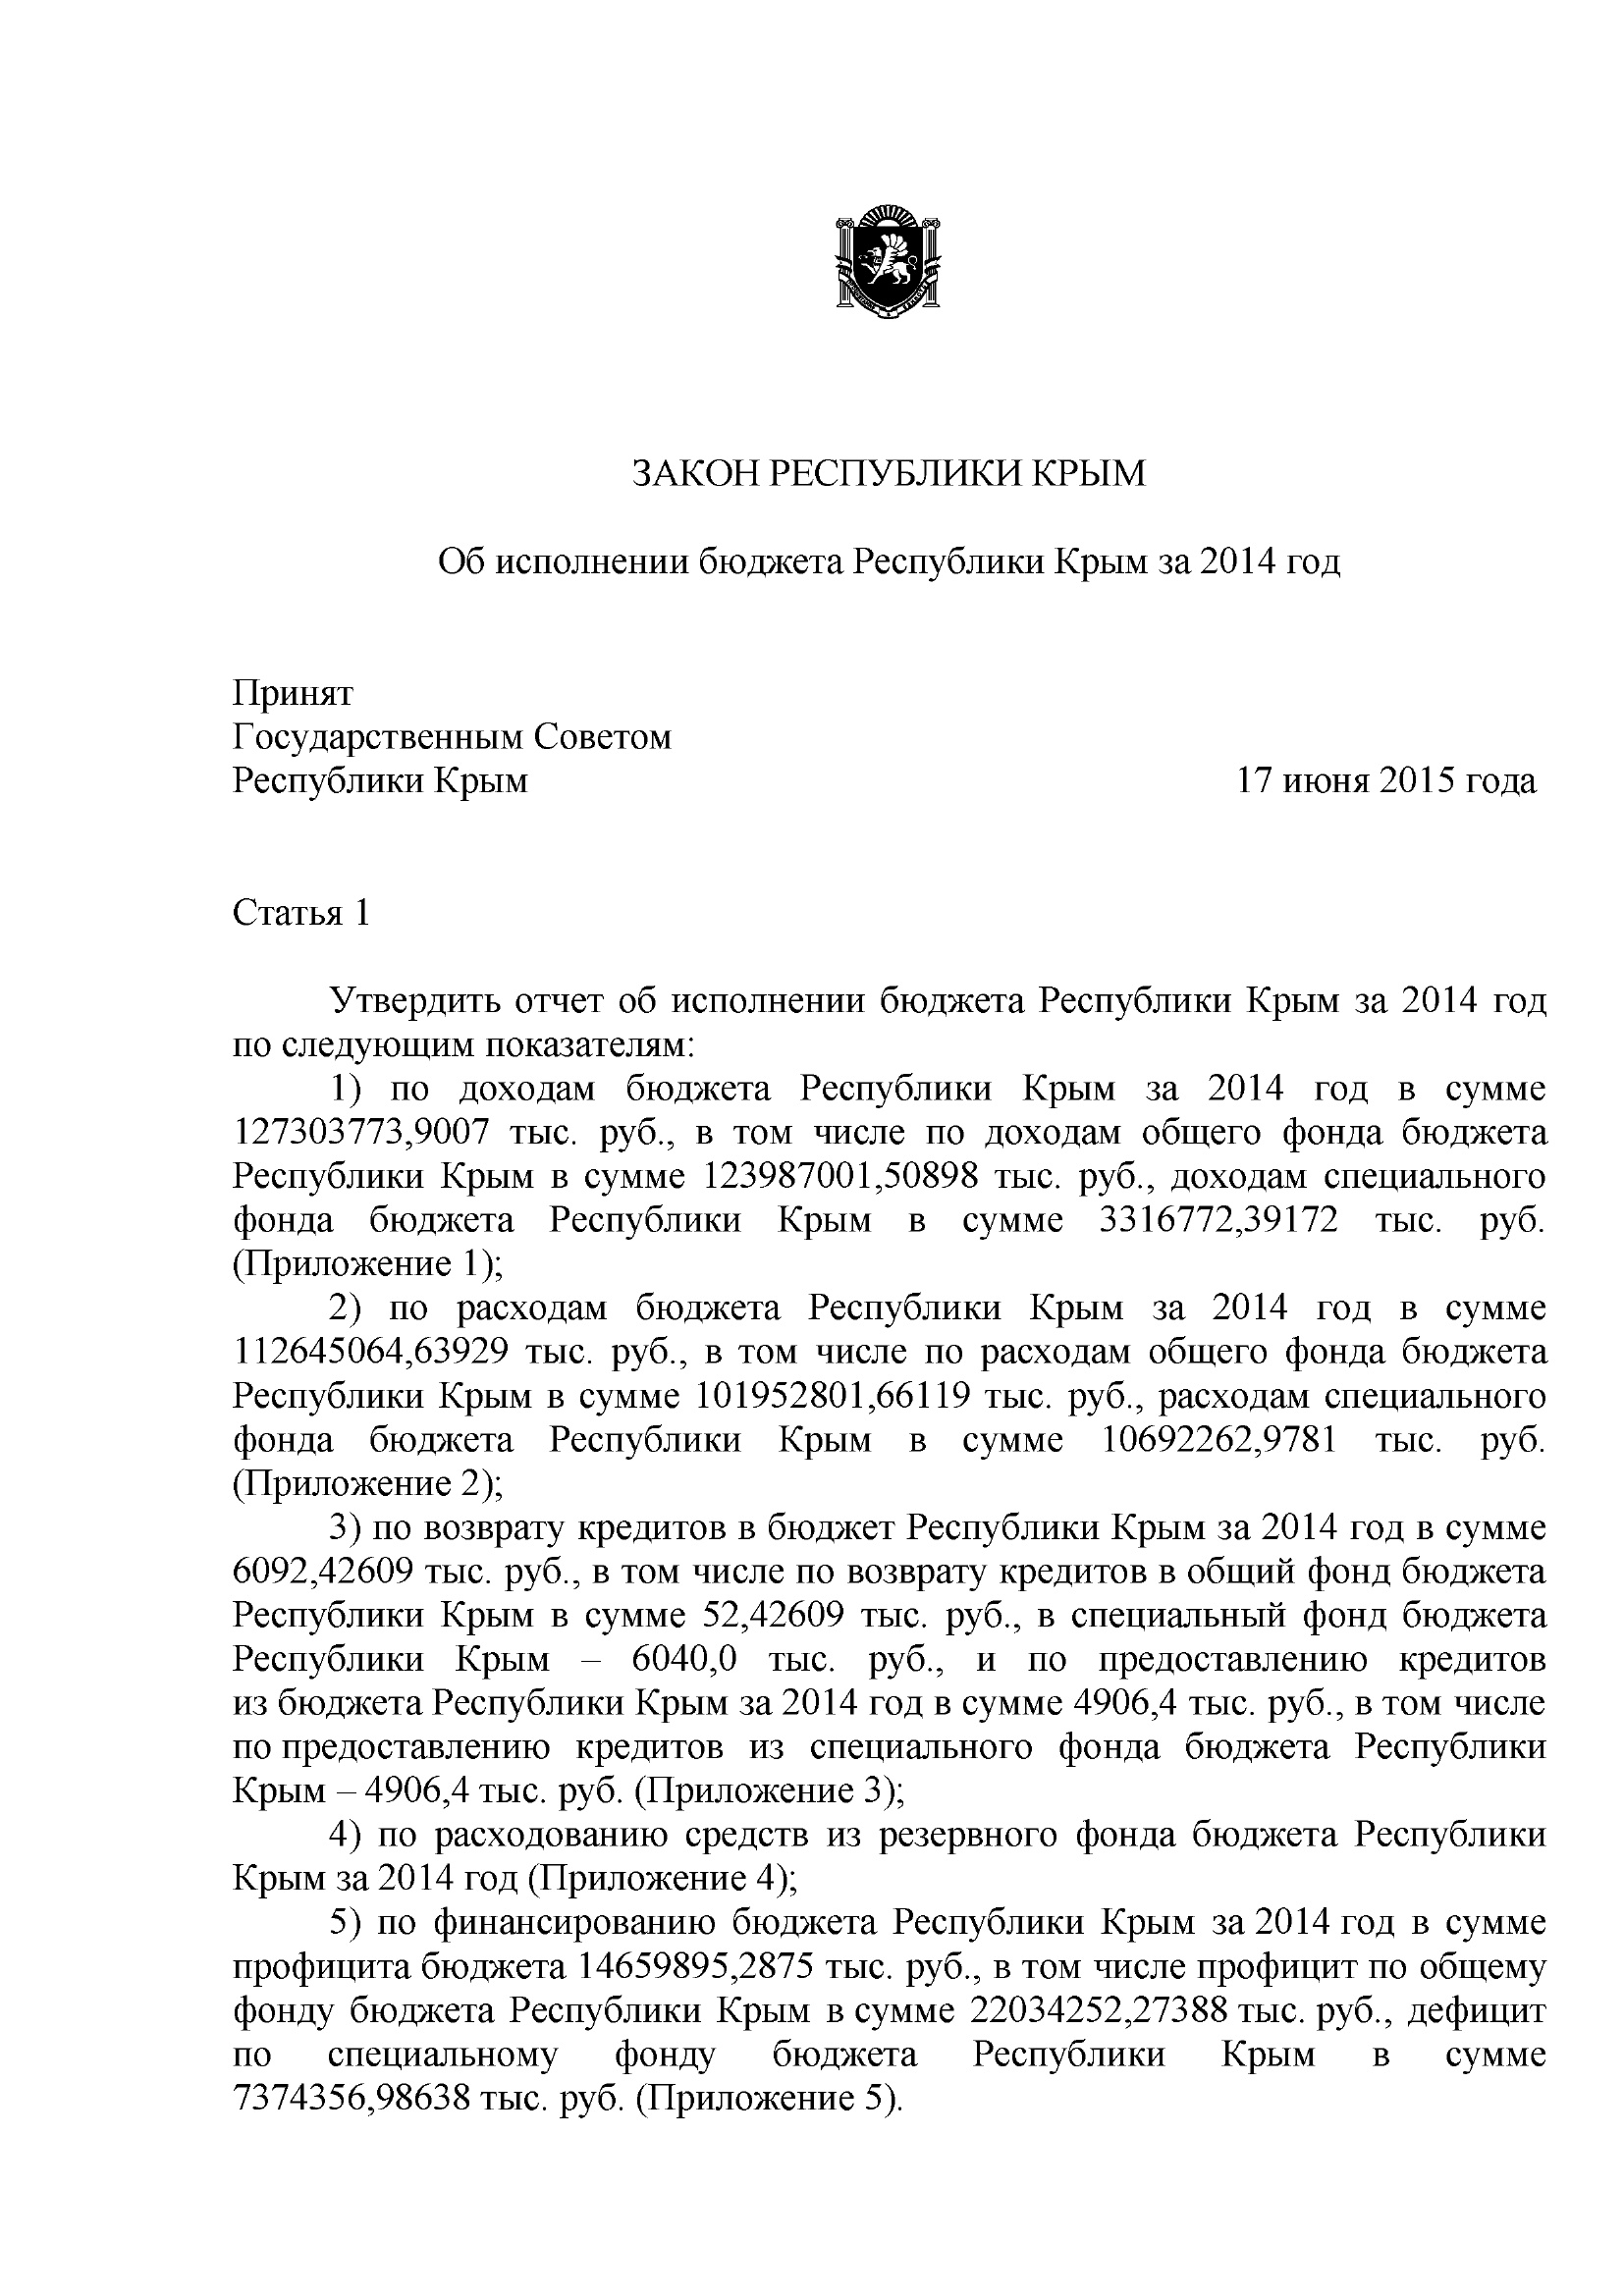 ЗАКОН РЕСПУБЛИКИ КРЫМ
Об исполнении бюджета Республики Крым за 2014 год
Принят
Государственным Советом
Республики Крым 17 июня 2015 года
Статья 1
Утвердить отчет об исполнении бюджета Республики Крым за 2014 год
по следующим показателям:
1) по доходам бюджета Республики Крым за 2014 год в сумме
127303773,9007 тыс. руб., в том числе по доходам общего фонда бюджета
Республики Крым в сумме 123987001,50898 тыс. руб., доходам специального
фонда бюджета Республики Крым в сумме 3316772,39172 тыс. руб.
(Приложение 1);
2) по расходам бюджета Республики Крым за 2014 год в сумме
112645064,63929 тыс. руб., в том числе по расходам общего фонда бюджета
Республики Крым в сумме 101952801,66119 тыс. руб., расходам специального
фонда бюджета Республики Крым в сумме 10692262,9781 тыс. руб.
(Приложение 2);
3) по возврату кредитов в бюджет Республики Крым за 2014 год в сумме
6092,42609 тыс. руб., в том числе по возврату кредитов в общий фонд бюджета
Республики Крым в сумме 52,42609 тыс. руб., в специальный фонд бюджета
Республики Крым – 6040,0 тыс. руб., и по предоставлению кредитов
из бюджета Республики Крым за 2014 год в сумме 4906,4 тыс. руб., в том числе
по предоставлению кредитов из специального фонда бюджета Республики
Крым – 4906,4 тыс. руб. (Приложение 3);
4) по расходованию средств из резервного фонда бюджета Республики
Крым за 2014 год (Приложение 4);
5) по финансированию бюджета Республики Крым за 2014 год в сумме
профицита бюджета 14659895,2875 тыс. руб., в том числе профицит по общему
фонду бюджета Республики Крым в сумме 22034252,27388 тыс. руб., дефицит
по специальному фонду бюджета Республики Крым в сумме
7374356,98638 тыс. руб. (Приложение 5).